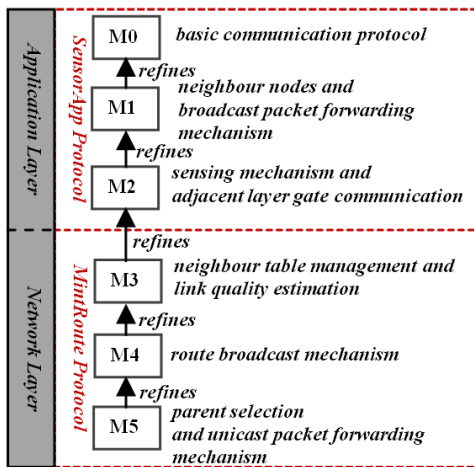 Application Layer
SensorApp Protocol
M0
basic communication protocol
refines
M1
neighbour nodes and
broadcast packet forwarding
mechanism
refines
M2
sensing mechanism and
adjacent layer gate communication
refines
Network Layer
MintRoute Protocol
M3
neighbour table management and
link quality estimation
refines
M4
route broadcast mechanism
refines
M5
parent selection
and unicast packet forwarding
mechanism